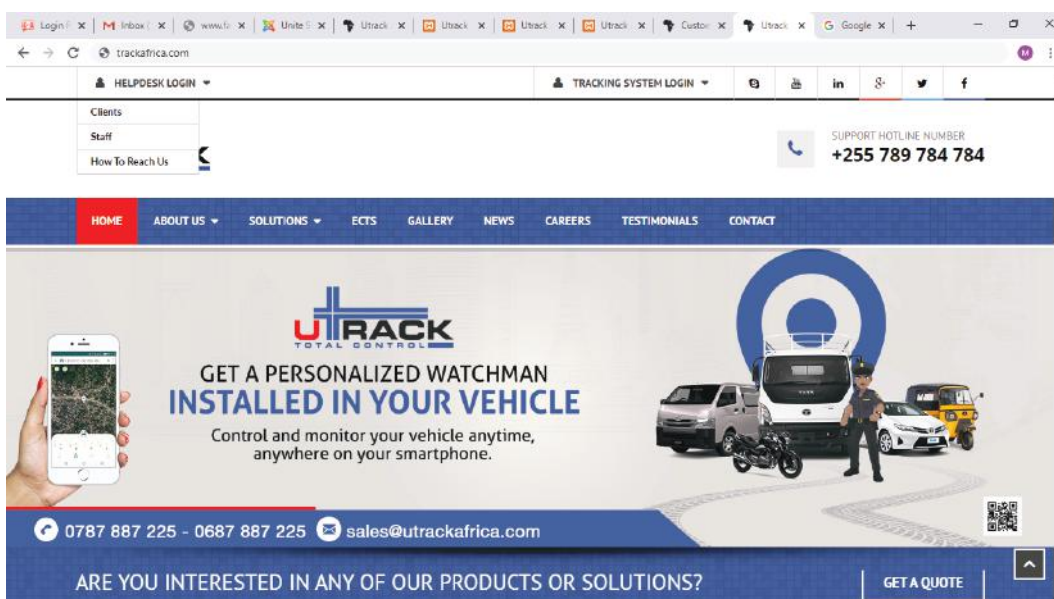 Login F
Inbox (
www.fa
Unite S
Utrack
Utrack
Utrack
Utrack
Custom
Utrack
Google
trackafrica.com
M
HELPDESK LOGIN
TRACKING SYSTEM LOGIN
in
8+
f
Clients
Staff
How To Reach Us
K
SUPPORT HOTLINE NUMBER
+255 789 784 784
HOME ABOUT US SOLUTIONS ECTS GALLERY NEWS CAREERS TESTIMONIALS CONTACT
UTRACK
TOTAL CONTROL
GET A PERSONALIZED WATCHMAN
INSTALLED IN YOUR VEHICLE
Control and monitor your vehicle anytime,
anywhere on your smartphone.
0787 887 225 - 0687 887 225 sales@utrackafrica.com
ARE YOU INTERESTED IN ANY OF OUR PRODUCTS OR SOLUTIONS?
GET A QUOTE